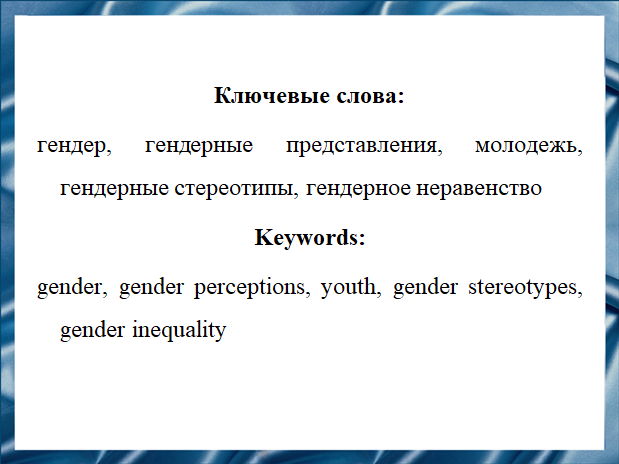 Ключевые слова:
гендер, гендерные представления, молодежь,
гендерные стереотипы, гендерное неравенство
Keywords:
gender, gender perceptions, youth, gender stereotypes,
gender inequality